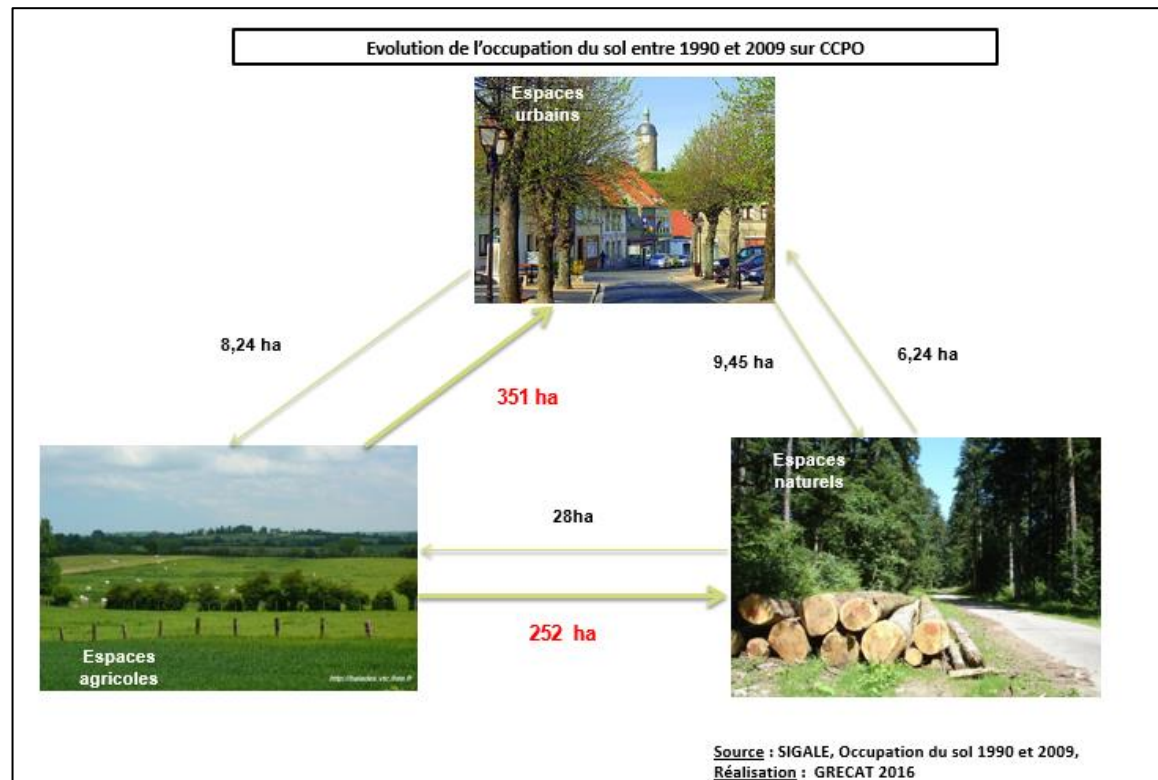 Evolution de l'occupation du sol entre 1990 et 2009 sur CCPO
Espaces
urbains
8,24 ha
351 ha
9,45 ha
6,24 ha
Espaces
naturels
28ha
252 ha
Espaces
agricoles
Source : SIGALE, Occupation du sol 1990 et 2009,
Réalisation : GRECAT 2016